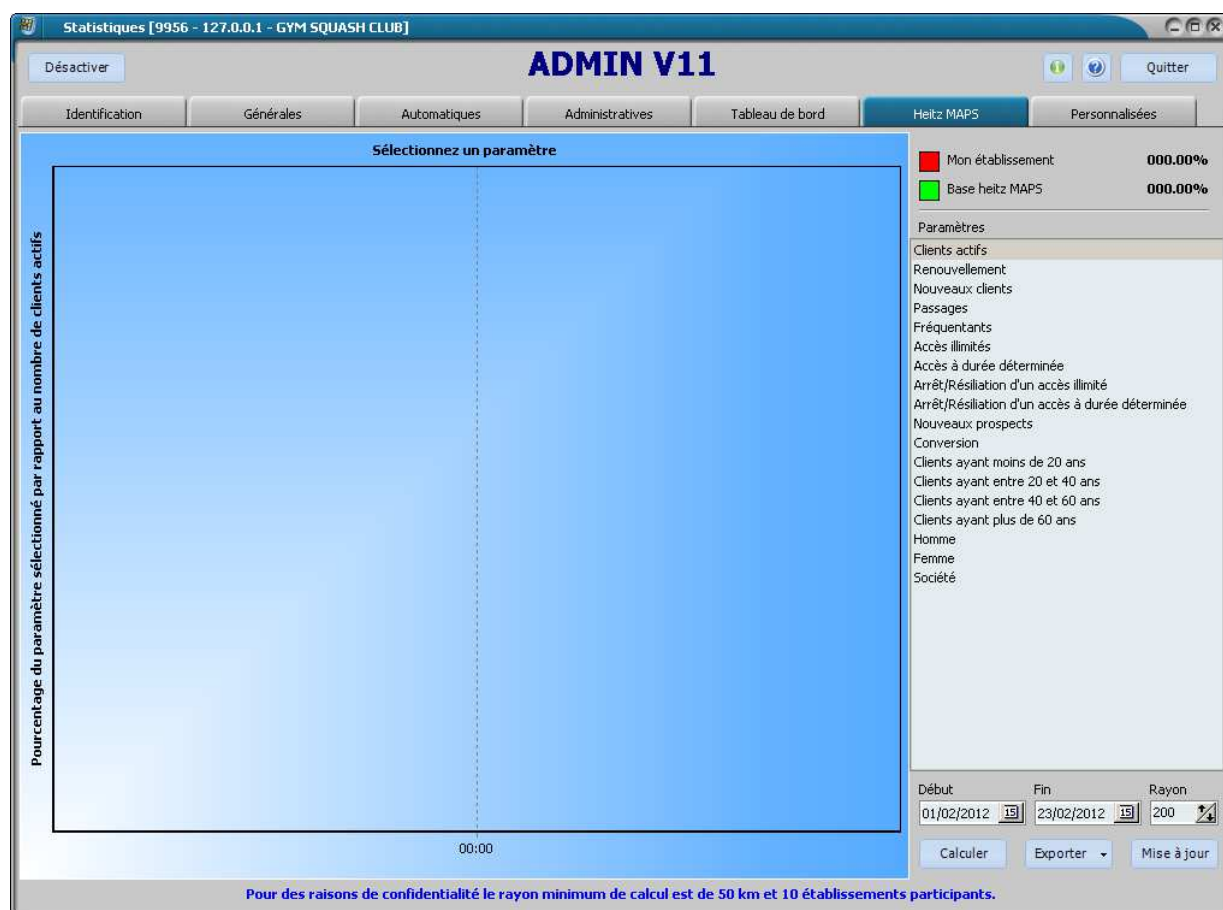 Statistiques [9956 - 127.0.0.1 - GYM SQUASH CLUB]
Désactiver
ADMIN V11
Quitter
Identification
Générales
Automatiques
Administratives
Tableau de bord
Heitz MAPS
Personnalisées
Sélectionnez un paramètre
Pourcentage du paramètre sélectionné par rapport au nombre de clients actifs
00:00
Mon établissement 000.00%
Base heitz MAPS 000.00%
Paramètres
Clients actifs
Renouvellement
Nouveaux clients
Passages
Fréquentants
Accès illimités
Accès à durée déterminée
Arrêt/Résiliation d'un accès illimité
Arrêt/Résiliation d'un accès à durée déterminée
Nouveaux prospects
Conversion
Clients ayant moins de 20 ans
Clients ayant entre 20 et 40 ans
Clients ayant entre 40 et 60 ans
Clients ayant plus de 60 ans
Homme
Femme
Société
Début Fin Rayon
01/02/2012 15 23/02/2012 15 200
Calculer Exporter Mise à jour
Pour des raisons de confidentialité le rayon minimum de calcul est de 50 km et 10 établissements participants.